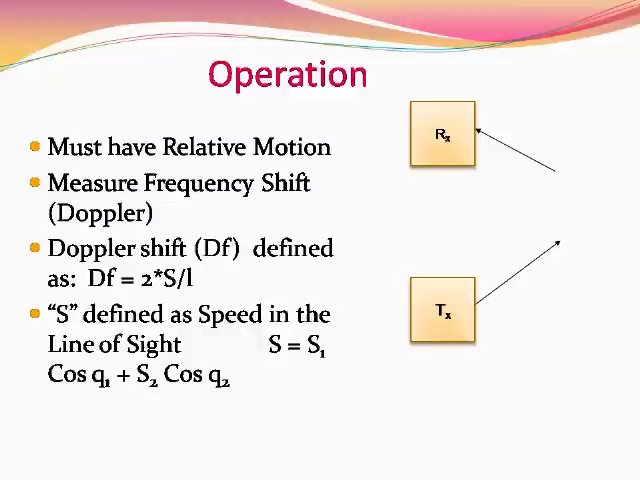 Operation
Must have Relative Motion
Measure Frequency Shift
(Doppler)
Doppler shift (Df) defined
as: Df = 2*S/l
“S” defined as Speed in the
Line of Sight S = S₁
Cos q₁ + S₂ Cos q₂
Rₓ
Tₓ